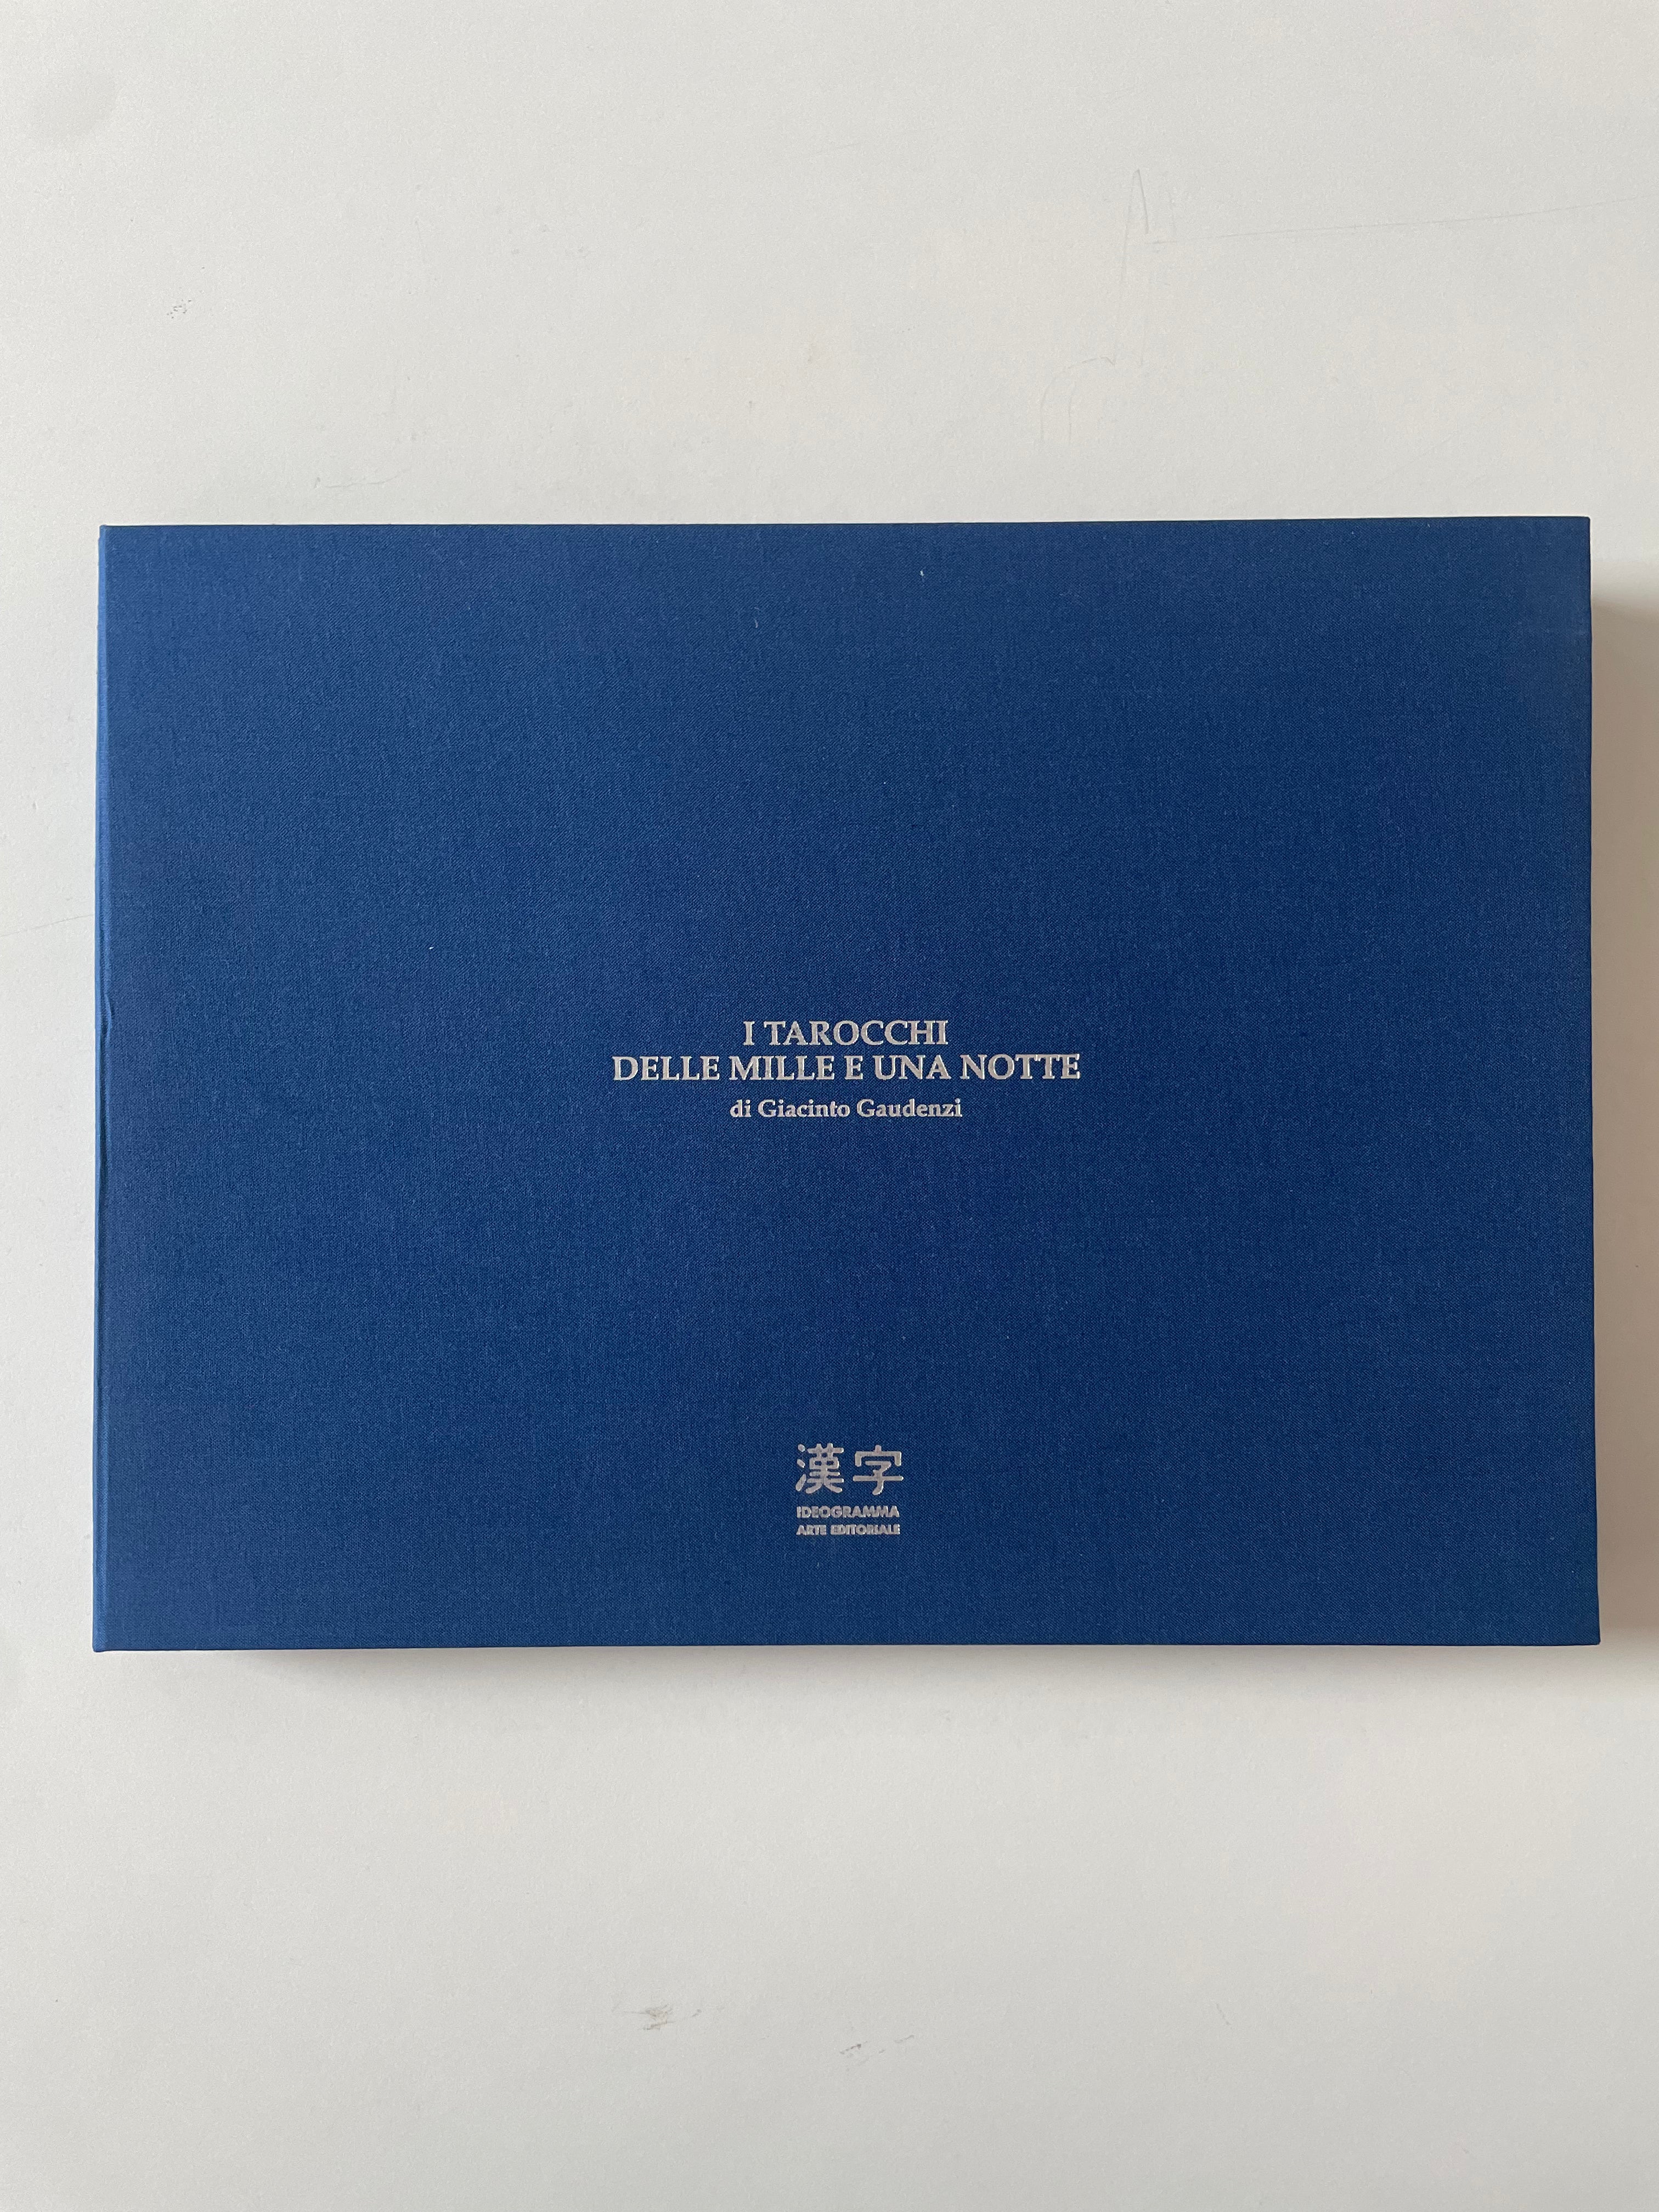 I TAROCCHI
DELLE MILLE E UNA NOTTE
di Giacinto Gaudenzi
漢字
IDEOGRAMMA
ARTE EDITORIALE